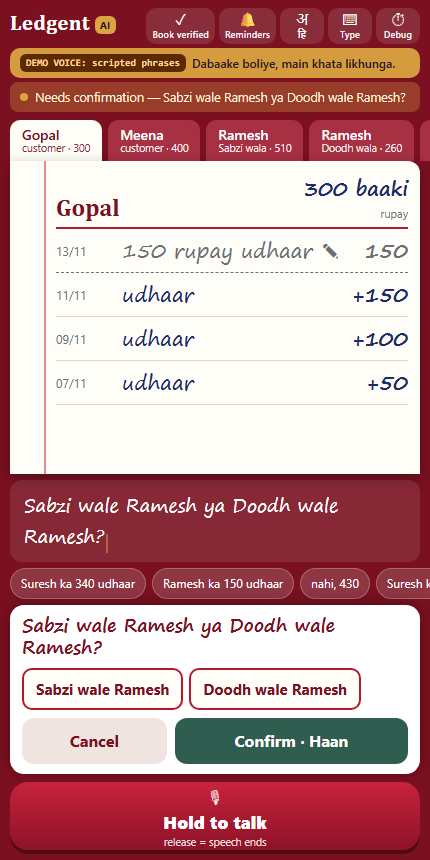 Ledgent AI
✓ Book verified
🔔 Reminders
अ हिं
⌨ Type
⏱ Debug
DEMO VOICE: scripted phrases Dabaake boliye, main khata likhunga.
Needs confirmation — Sabzi wale Ramesh ya Doodh wale Ramesh?
Gopal
customer · 300
Meena
customer · 400
Ramesh
Sabzi wala · 510
Ramesh
Doodh wala · 260
300 baaki
Gopal rupay
13/11 150 rupay udhaar ✏ 150
11/11 udhaar +150
09/11 udhaar +100
07/11 udhaar +50
Sabzi wale Ramesh ya Doodh wale
Ramesh?
Suresh ka 340 udhaar Ramesh ka 150 udhaar nahi, 430 Suresh k
Sabzi wale Ramesh ya Doodh wale
Ramesh?
Sabzi wale Ramesh Doodh wale Ramesh
Cancel Confirm · Haan
Hold to talk
release = speech ends